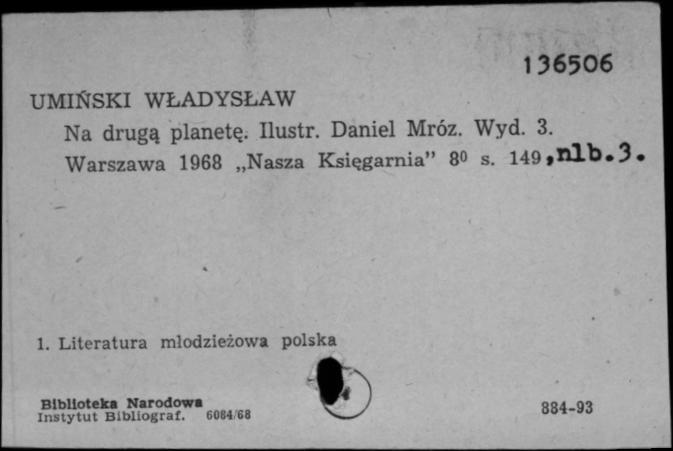 136506
UMIŃSKI WŁADYSŁAW
Na drugą planetę. Ilustr. Daniel Mróz. Wyd. 3.
Warszawa 1968 „Nasza Księgarnia” 8⁰ s. 149,nlb.3.
1. Literatura młodzieżowa polska
Biblioteka Narodowa
Instytut Bibliograf. 6084/68
884-93